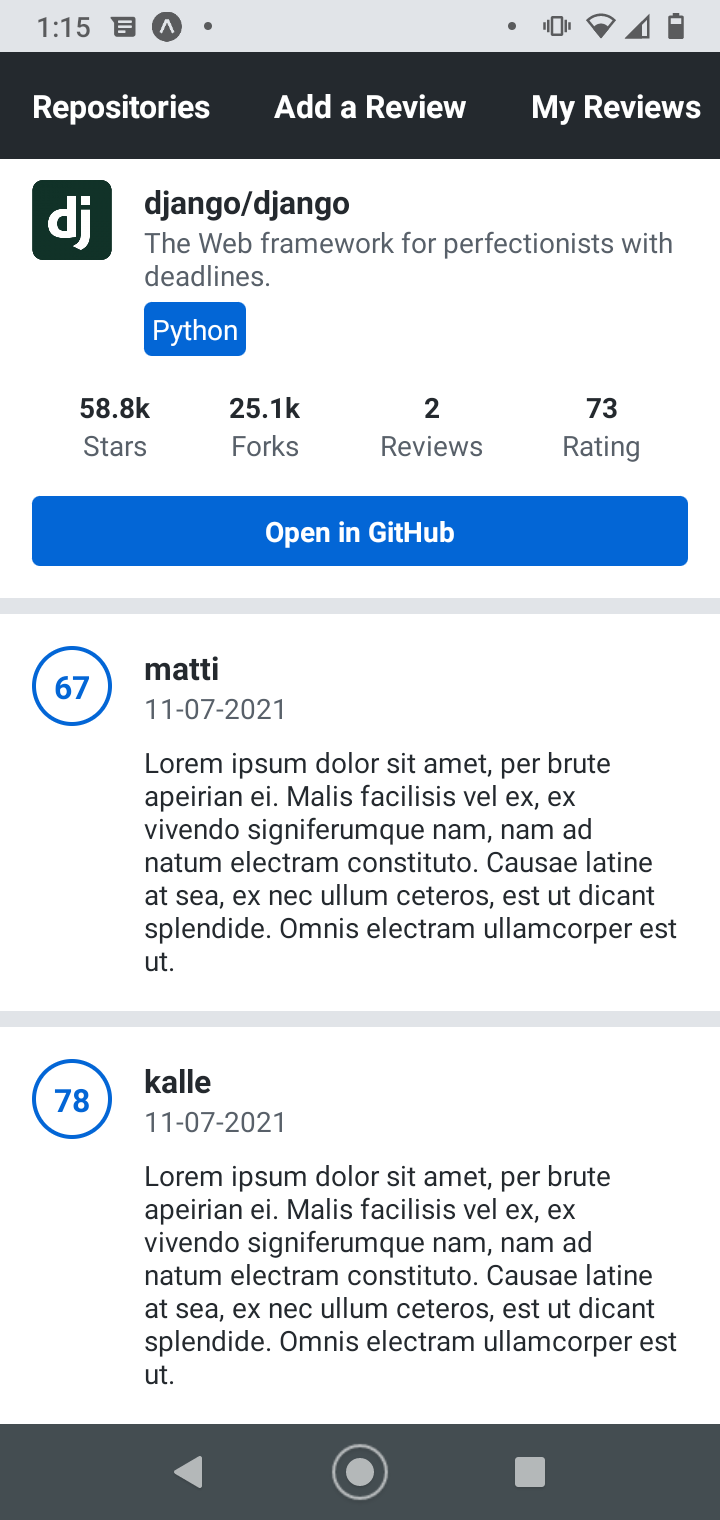 1:15
Repositories Add a Review My Reviews
dj
django/django
The Web framework for perfectionists with
deadlines.
Python
58.8k 25.1k 2 73
Stars Forks Reviews Rating
Open in GitHub
67
matti
11-07-2021
Lorem ipsum dolor sit amet, per brute
apeirian ei. Malis facilisis vel ex, ex
vivendo signiferumque nam, nam ad
natum electram constituto. Causae latine
at sea, ex nec ullum ceteros, est ut dicant
splendide. Omnis electram ullamcorper est
ut.
78
kalle
11-07-2021
Lorem ipsum dolor sit amet, per brute
apeirian ei. Malis facilisis vel ex, ex
vivendo signiferumque nam, nam ad
natum electram constituto. Causae latine
at sea, ex nec ullum ceteros, est ut dicant
splendide. Omnis electram ullamcorper est
ut.